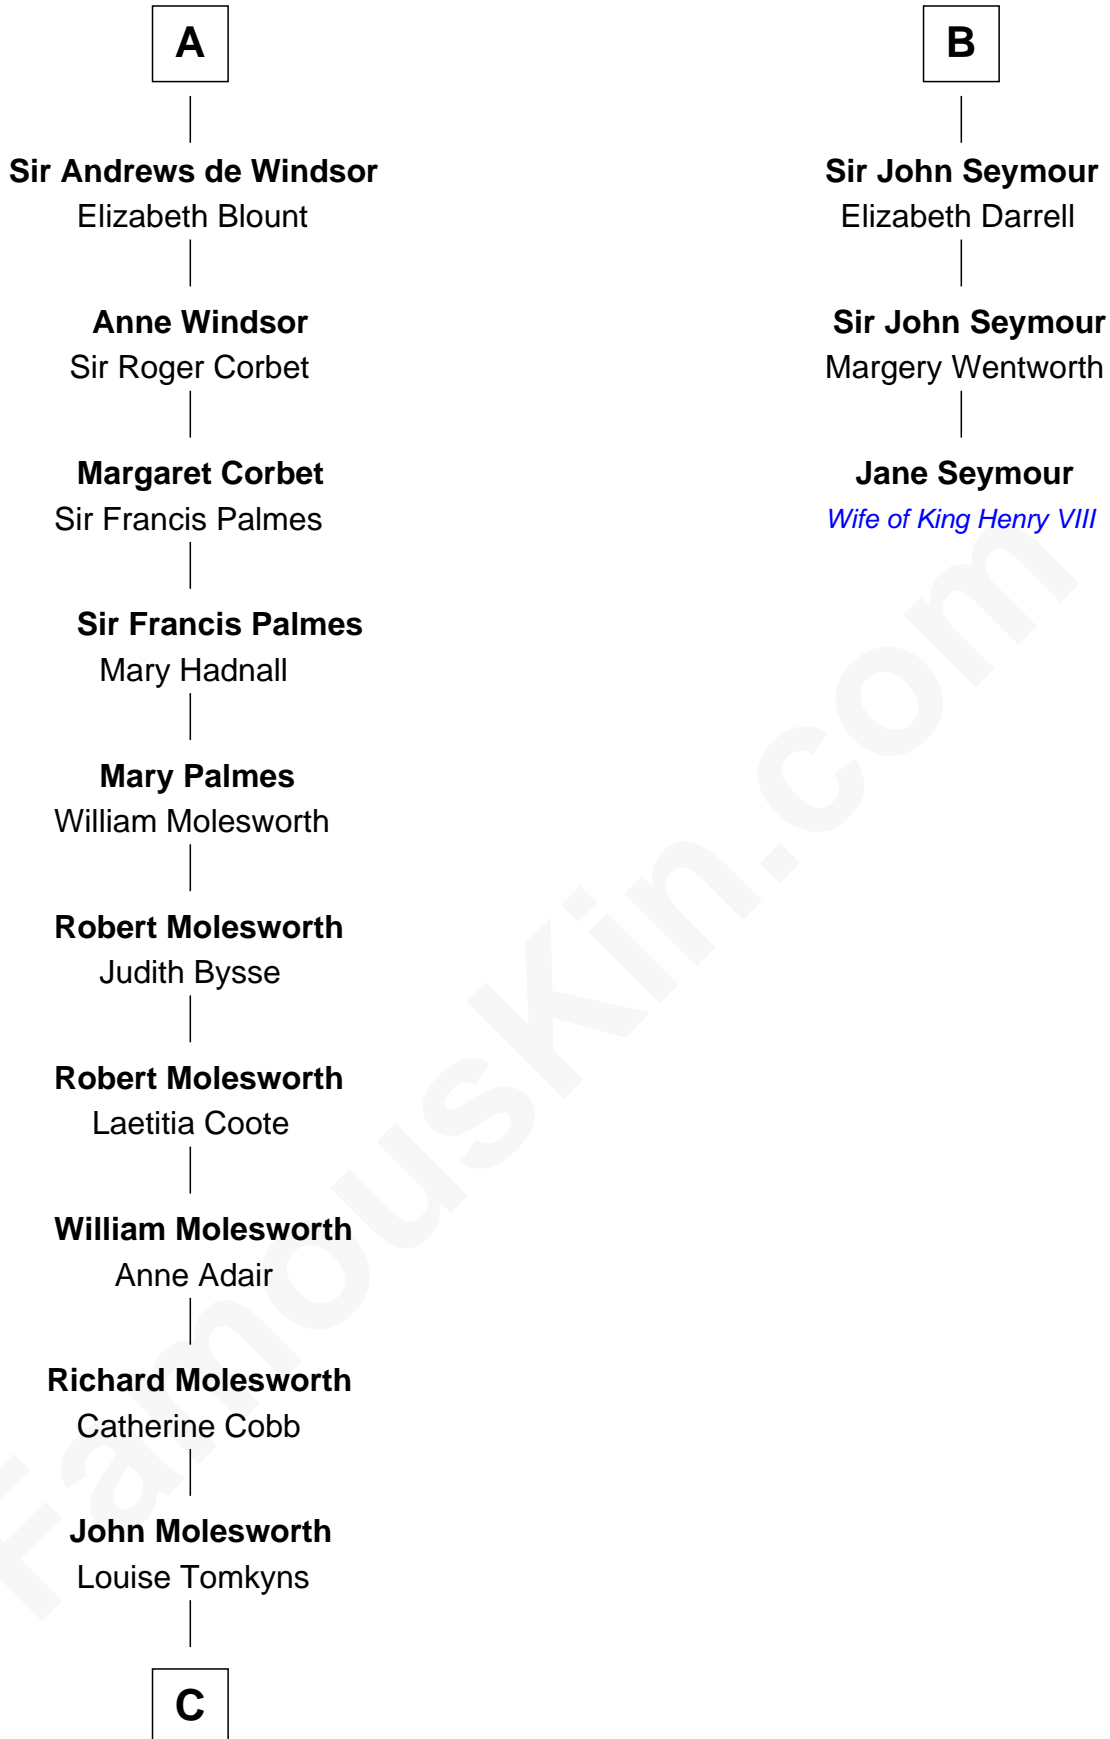 A
Sir Andrews de Windsor
Elizabeth Blount
Anne Windsor
Sir Roger Corbet
Margaret Corbet
Sir Francis Palmes
Sir Francis Palmes
Mary Hadnall
Mary Palmes
William Molesworth
Robert Molesworth
Judith Bysse
Robert Molesworth
Laetitia Coote
William Molesworth
Anne Adair
Richard Molesworth
Catherine Cobb
John Molesworth
Louise Tomkyns
C
B
Sir John Seymour
Elizabeth Darrell
Sir John Seymour
Margery Wentworth
Jane Seymour
Wife of King Henry VIII
FamousKin.com